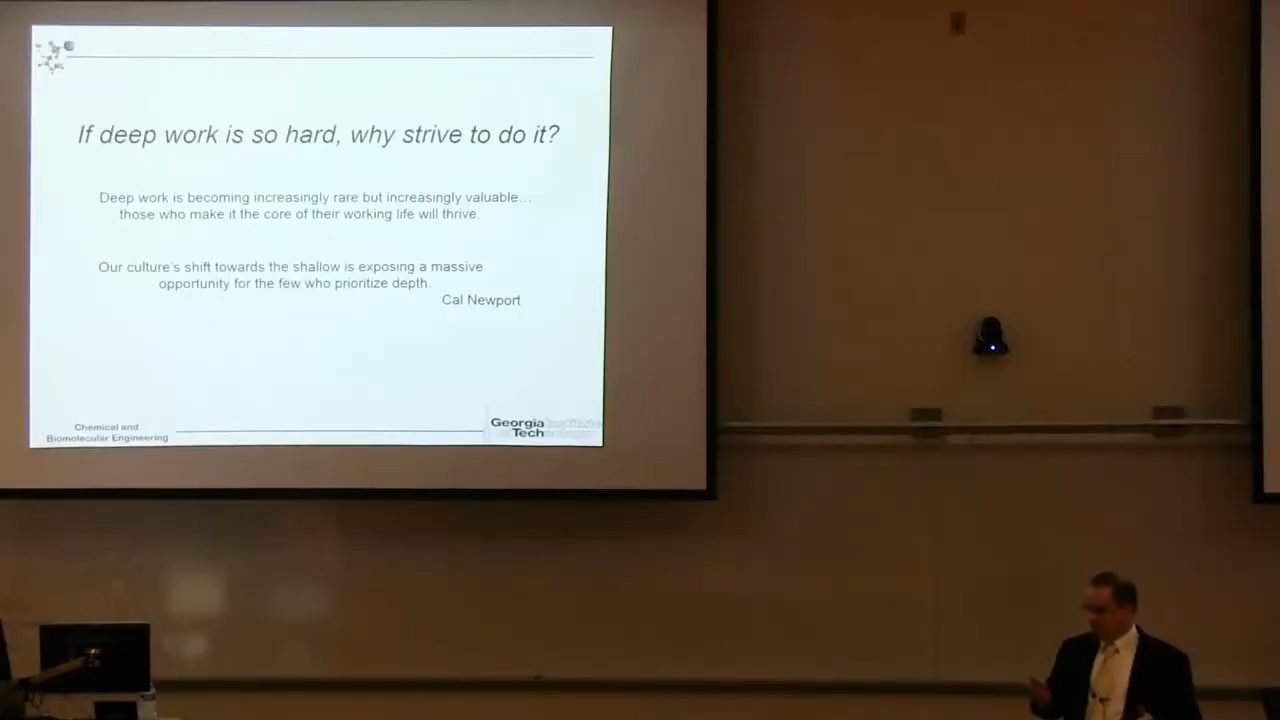 If deep work is so hard, why strive to do it?
Deep work is becoming increasingly rare but increasingly valuable…
those who make it the core of their working life will thrive.
Our culture's shift towards the shallow is exposing a massive
opportunity for the few who prioritize depth.
Cal Newport
Chemical and
Biomolecular Engineering
Georgia Institute
Tech